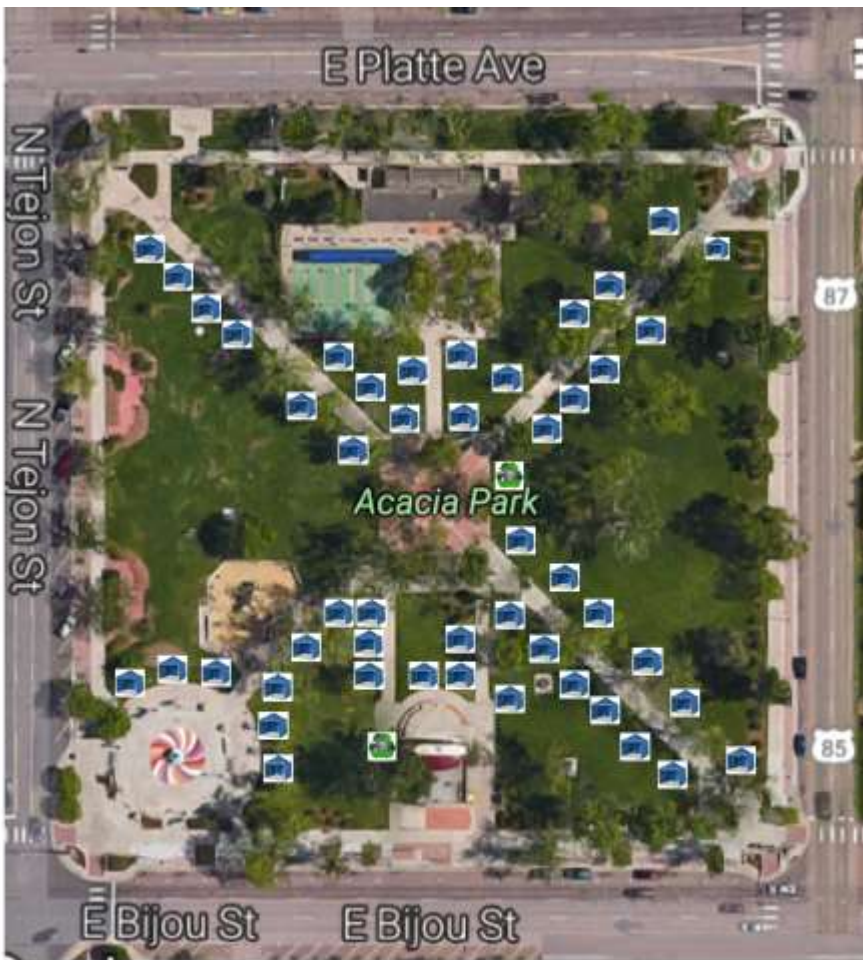 E Platte Ave
N Tejon St
87
N Tejon St
Acacia Park
85
E Bijou St
E Bijou St